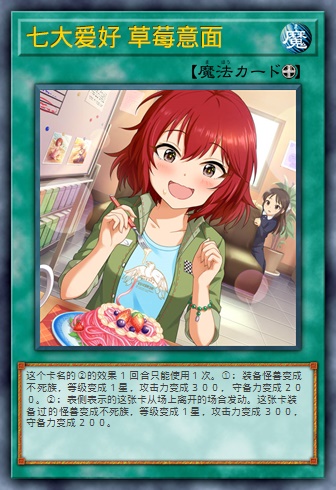 七大爱好 草莓意面
魔
【魔法カード】
这个卡名的②的效果1回合只能使用1次。①：装备怪兽变成
不死族，等级变成1星，攻击力变成300，守备力变成20
0。②：表侧表示的这张卡从场上离开的场合发动。这张卡装
备过的怪兽变成不死族，等级变成1星，攻击力变成300，
守备力变成200。